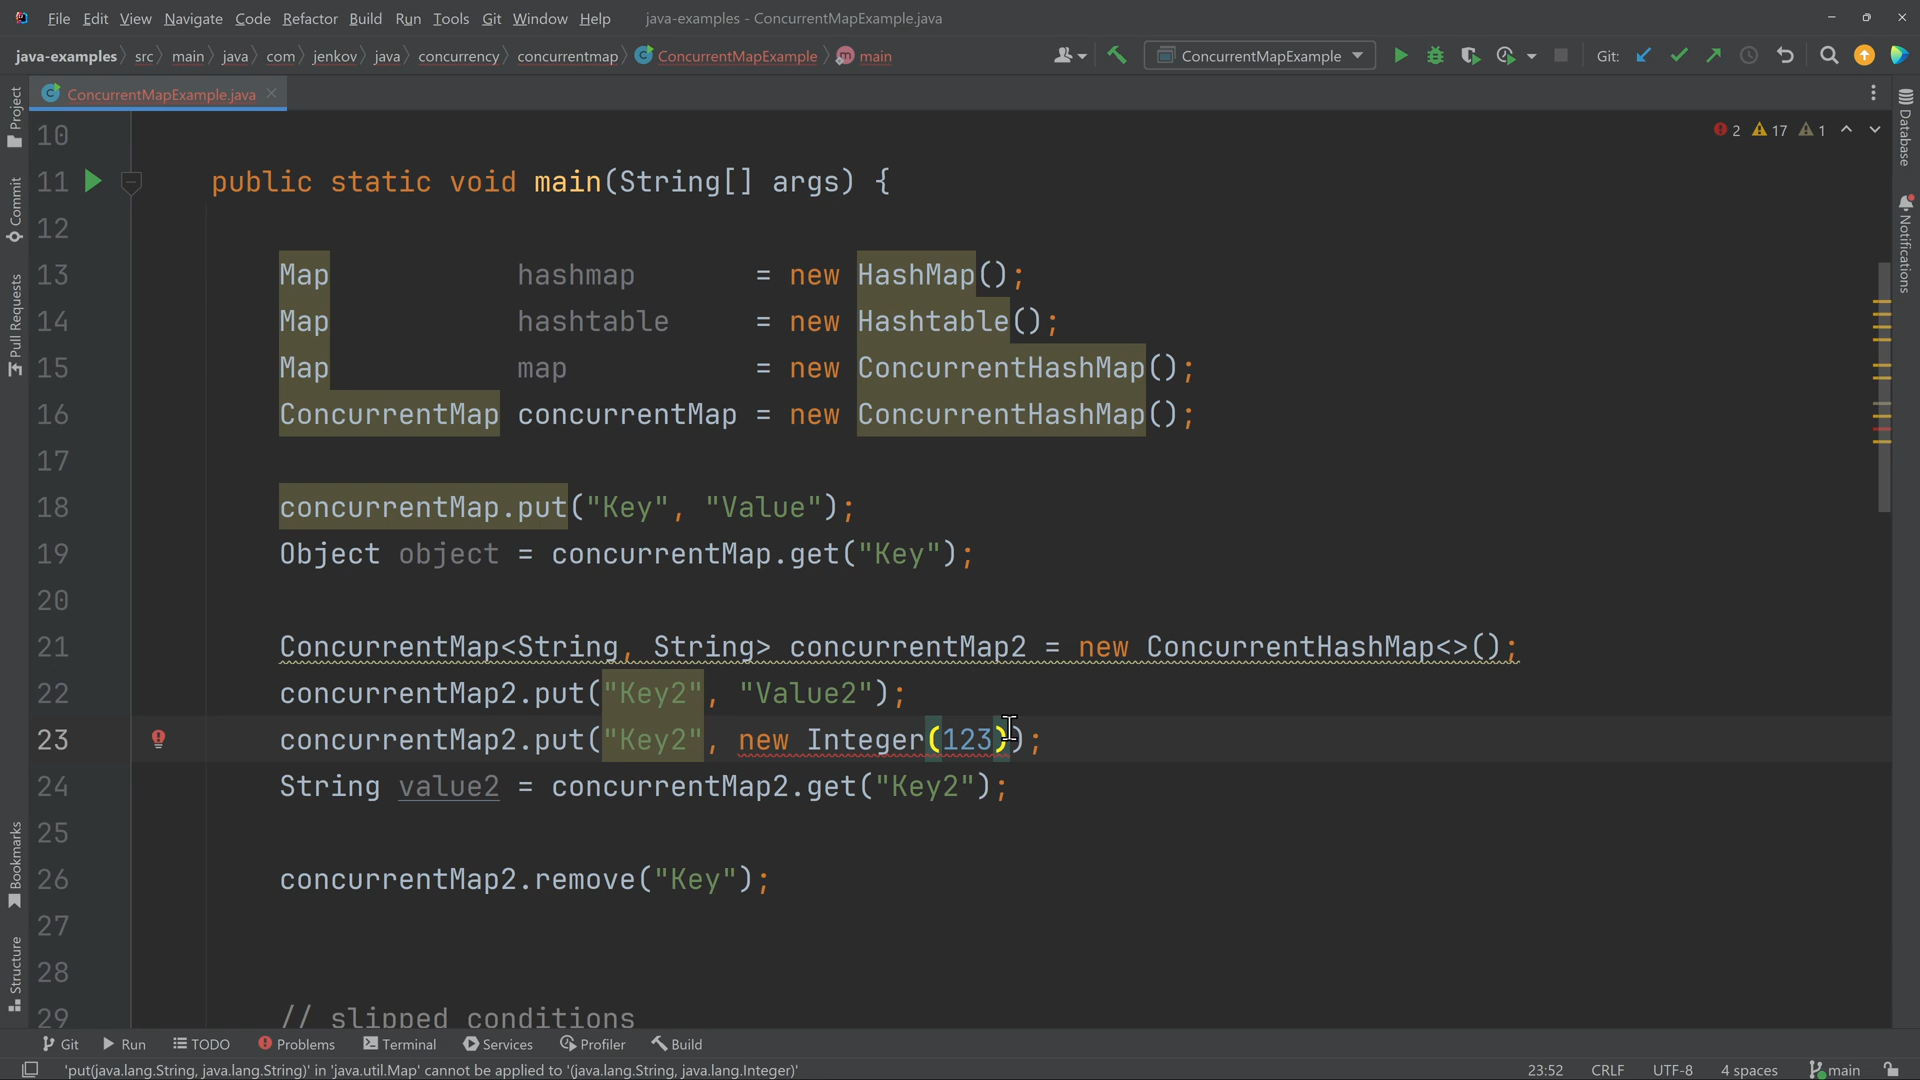 File Edit View Navigate Code Refactor Build Run Tools Git Window Help java-examples - ConcurrentMapExample.java
java-examples src main java com jenkov java concurrency concurrentmap ConcurrentMapExample main ConcurrentMapExample Git:
ConcurrentMapExample.java
Project
Commit
Pull Requests
Bookmarks
Structure
Database
Notifications
2 17 1
10
11 public static void main(String[] args) {
12
13 Map hashmap = new HashMap();
14 Map hashtable = new Hashtable();
15 Map map = new ConcurrentHashMap();
16 ConcurrentMap concurrentMap = new ConcurrentHashMap();
17
18 concurrentMap.put("Key", "Value");
19 Object object = concurrentMap.get("Key");
20
21 ConcurrentMap<String, String> concurrentMap2 = new ConcurrentHashMap<>();
22 concurrentMap2.put("Key2", "Value2");
23 concurrentMap2.put("Key2", new Integer(123));
24 String value2 = concurrentMap2.get("Key2");
25
26 concurrentMap2.remove("Key");
27
28
29 // slipped conditions
Git Run TODO Problems Terminal Services Profiler Build
'put(java.lang.String, java.lang.String)' in 'java.util.Map' cannot be applied to '(java.lang.String, java.lang.Integer)' 23:52 CRLF UTF-8 4 spaces main